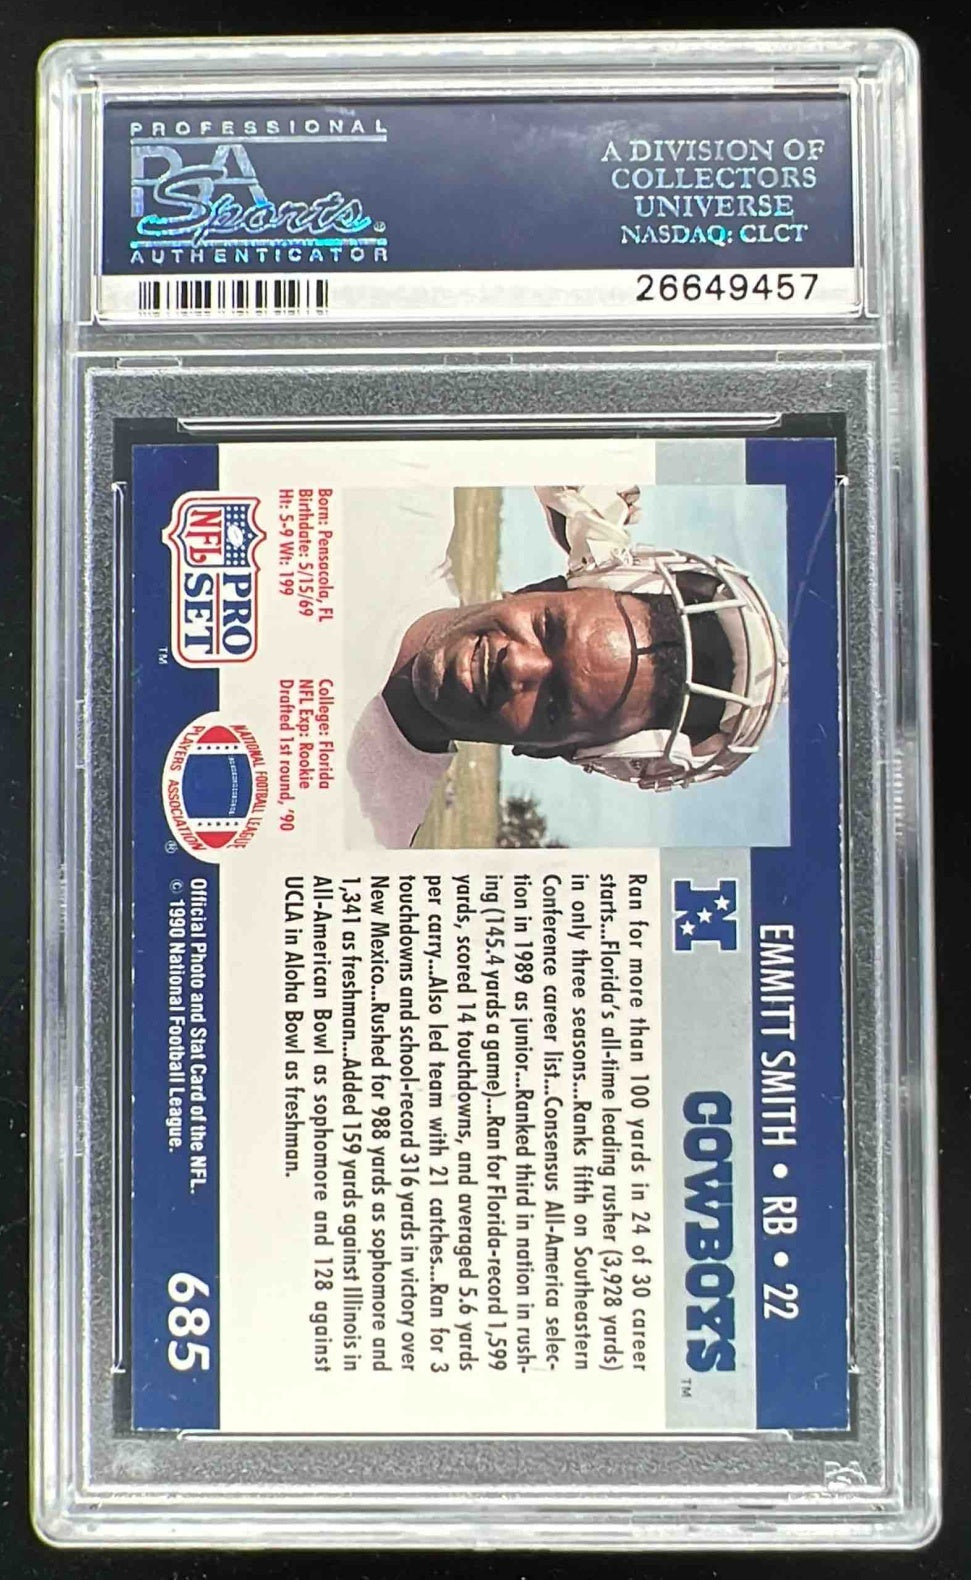 PROFESSIONAL
PSA
Sports®
AUTHENTICATOR
A DIVISION OF
COLLECTORS
UNIVERSE
NASDAQ: CLCT
26649457
EMMITT SMITH • RB • 22
N
COWBOYS™
Ran for more than 100 yards in 24 of 30 career
starts...Florida's all-time leading rusher (3,928 yards)
in only three seasons...Ranks fifth on Southeastern
Conference career list...Consensus All-America selec-
tion in 1989 as junior...Ranked third in nation in rush-
ing (145.4 yards a game)...Ran for Florida-record 1,599
yards, scored 14 touchdowns, and averaged 5.6 yards
per carry...Also led team with 21 catches...Ran for 3
touchdowns and school-record 316 yards in victory over
New Mexico...Rushed for 988 yards as sophomore and
1,341 as freshman...Added 159 yards against Illinois in
All-American Bowl as sophomore and 128 against
UCLA in Aloha Bowl as freshman.
Born: Pensacola, FL
Birthdate: 5/15/69
Ht: 5-9 Wt: 199
College: Florida
NFL Exp: Rookie
Drafted 1st round, '90
NFL
PRO
SET™
NATIONAL FOOTBALL LEAGUE
PLAYERS ASSOCIATION®
Official Photo and Stat Card of the NFL.
© 1990 National Football League.
685